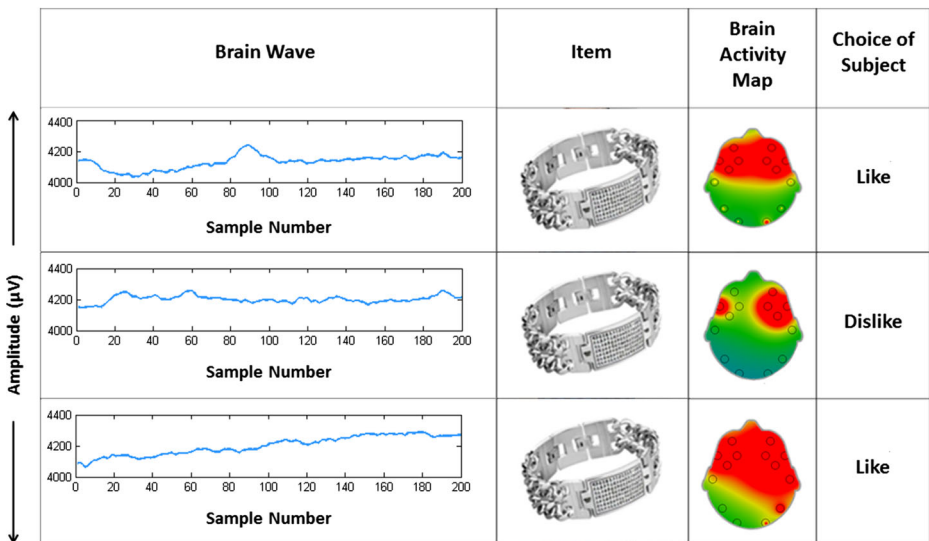 Brain Wave
Item
Brain
Activity
Map
Choice of
Subject
Amplitude (µV)
4400
4200
4000
0 20 40 60 80 100 120 140 160 180 200
Sample Number
Like
4400
4200
4000
0 20 40 60 80 100 120 140 160 180 200
Sample Number
Dislike
4400
4200
4000
0 20 40 60 80 100 120 140 160 180 200
Sample Number
Like